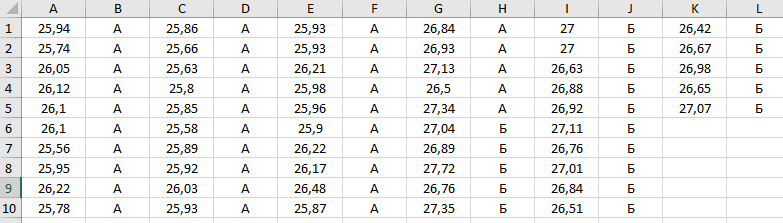 A B C D E F G H I J K L
1 25,94 А 25,86 А 25,93 А 26,84 А 27 Б 26,42 Б
2 25,74 А 25,66 А 25,93 А 26,93 А 27 Б 26,67 Б
3 26,05 А 25,63 А 26,21 А 27,13 А 26,63 Б 26,98 Б
4 26,12 А 25,8 А 25,98 А 26,5 А 26,88 Б 26,65 Б
5 26,1 А 25,85 А 25,96 А 27,34 А 26,92 Б 27,07 Б
6 26,1 А 25,58 А 25,9 А 27,04 Б 27,11 Б
7 25,56 А 25,89 А 26,22 А 26,89 Б 26,76 Б
8 25,95 А 25,92 А 26,17 А 27,72 Б 27,01 Б
9 26,22 А 26,03 А 26,48 А 26,76 Б 26,84 Б
10 25,78 А 25,93 А 25,87 А 27,35 Б 26,51 Б